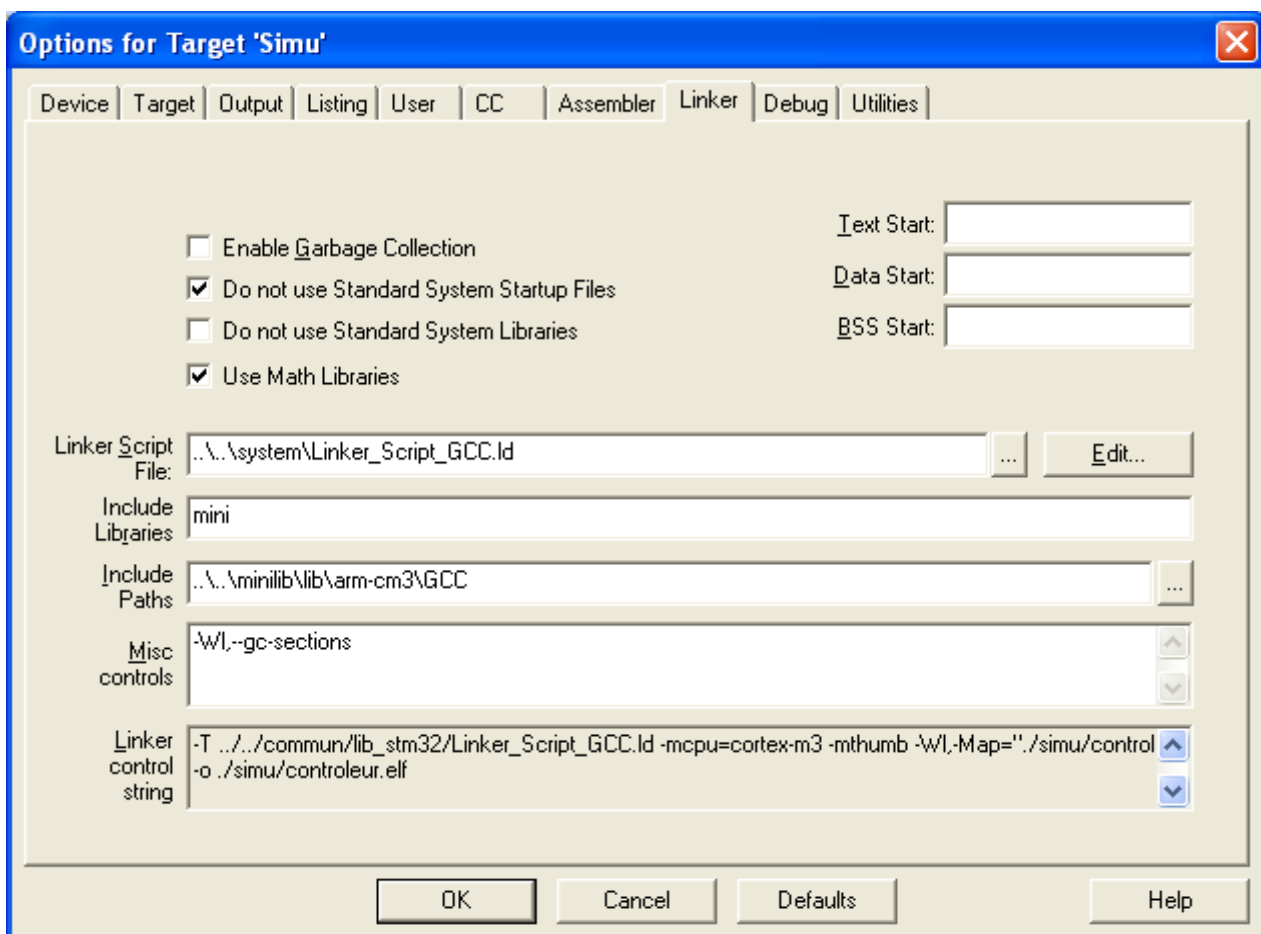 Options for Target 'Simu'
Device Target Output Listing User CC Assembler Linker Debug Utilities
Enable Garbage Collection
Do not use Standard System Startup Files
Do not use Standard System Libraries
Use Math Libraries
Text Start:
Data Start:
BSS Start:
Linker Script
File:
..\..\system\Linker_Script_GCC.ld
...
Edit...
Include
Libraries
mini
Include
Paths
..\..\minilib\lib\arm-cm3\GCC
...
Misc
controls
-Wl,--gc-sections
Linker
control
string
-T ../../commun/lib_stm32/Linker_Script_GCC.ld -mcpu=cortex-m3 -mthumb -Wl,-Map="./simu/control
-o ./simu/controleur.elf
OK Cancel Defaults Help